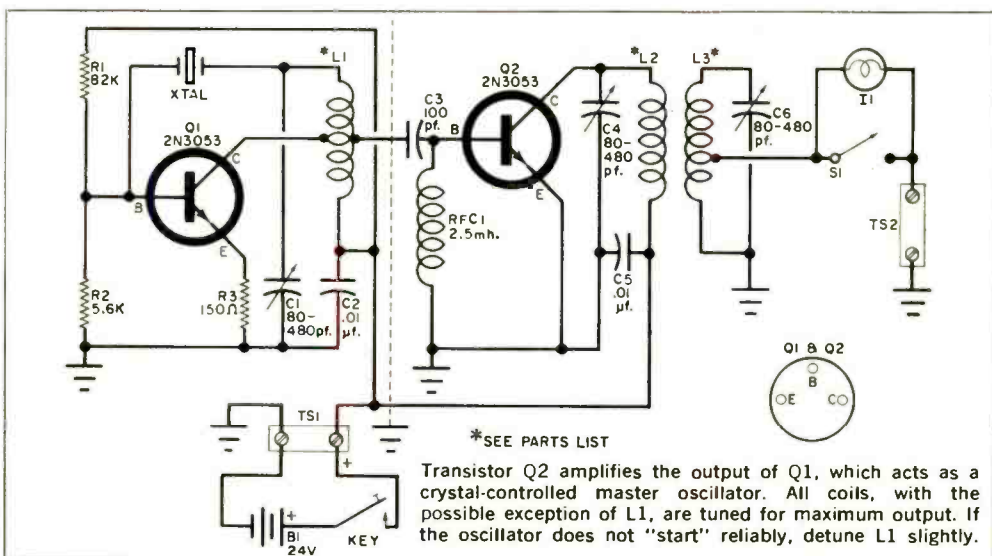 R1
82K
XTAL
*L1
Q1
2N3053
B
C
E
R2
5.6K
R3
150Ω
C1
80-
480pf.
C2
.01
µf.
C3
100
pf.
Q2
2N3053
B
C
E
RFC1
2.5mh.
C4
80-
480
pf.
*L2
L3*
C5
.01
µf.
C6
80-480
pf.
I1
S1
TS2
Q1 & Q2
B
E
C
TS1
+
+
B1
24V
KEY
*SEE PARTS LIST
Transistor Q2 amplifies the output of Q1, which acts as a
crystal-controlled master oscillator. All coils, with the
possible exception of L1, are tuned for maximum output. If
the oscillator does not "start" reliably, detune L1 slightly.